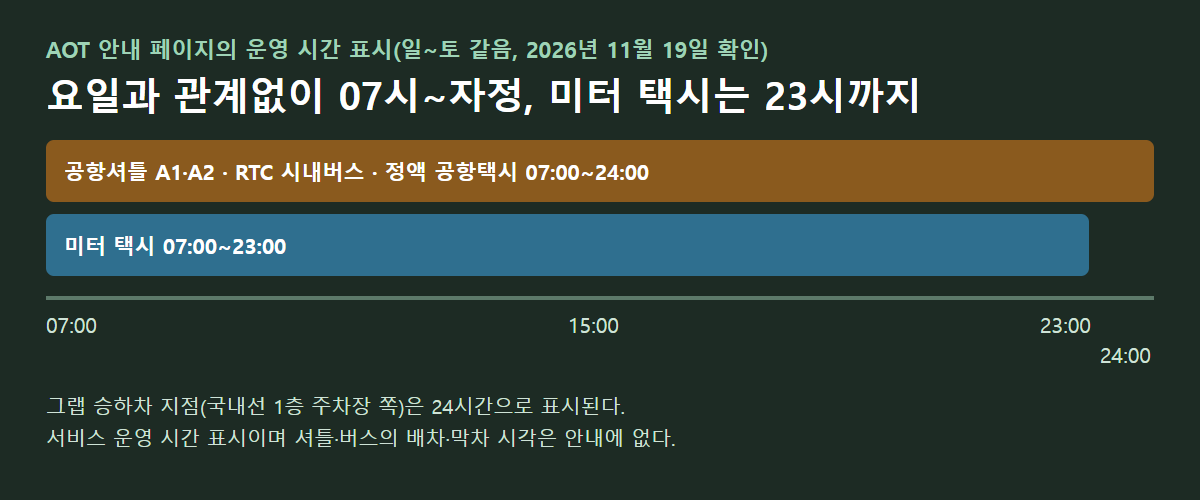 AOT 안내 페이지의 운영 시간 표시(일~토 같음, 2026년 11월 19일 확인)
요일과 관계없이 07시~자정, 미터 택시는 23시까지
공항셔틀 A1·A2 · RTC 시내버스 · 정액 공항택시 07:00~24:00
미터 택시 07:00~23:00
07:00 15:00 23:00
24:00
그랩 승하차 지점(국내선 1층 주차장 쪽)은 24시간으로 표시된다.
서비스 운영 시간 표시이며 셔틀·버스의 배차·막차 시각은 안내에 없다.